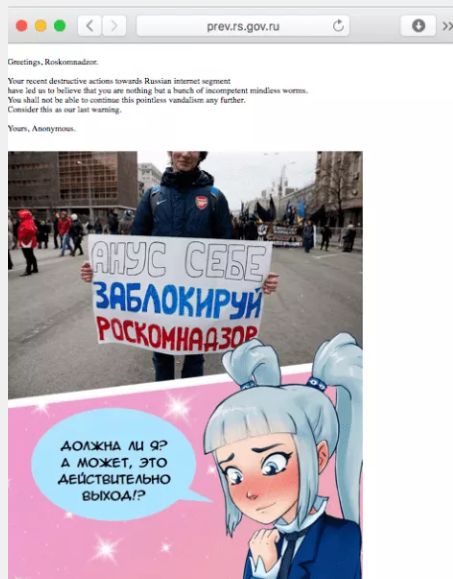 prev.rs.gov.ru
Greetings, Roskomnadzor.
Your recent destructive actions towards Russian internet segment
have led us to believe that you are nothing but a bunch of incompetent mindless worms.
You shall not be able to continue this pointless vandalism any further.
Consider this as our last warning.
Yours, Anonymous.
АНУС СЕБЕ
ЗАБЛОКИРУЙ
РОСКОМНАДЗОР
ДОЛЖНА ЛИ Я?
А МОЖЕТ, ЭТО
ДЕЙСТВИТЕЛЬНО
ВЫХОД!?